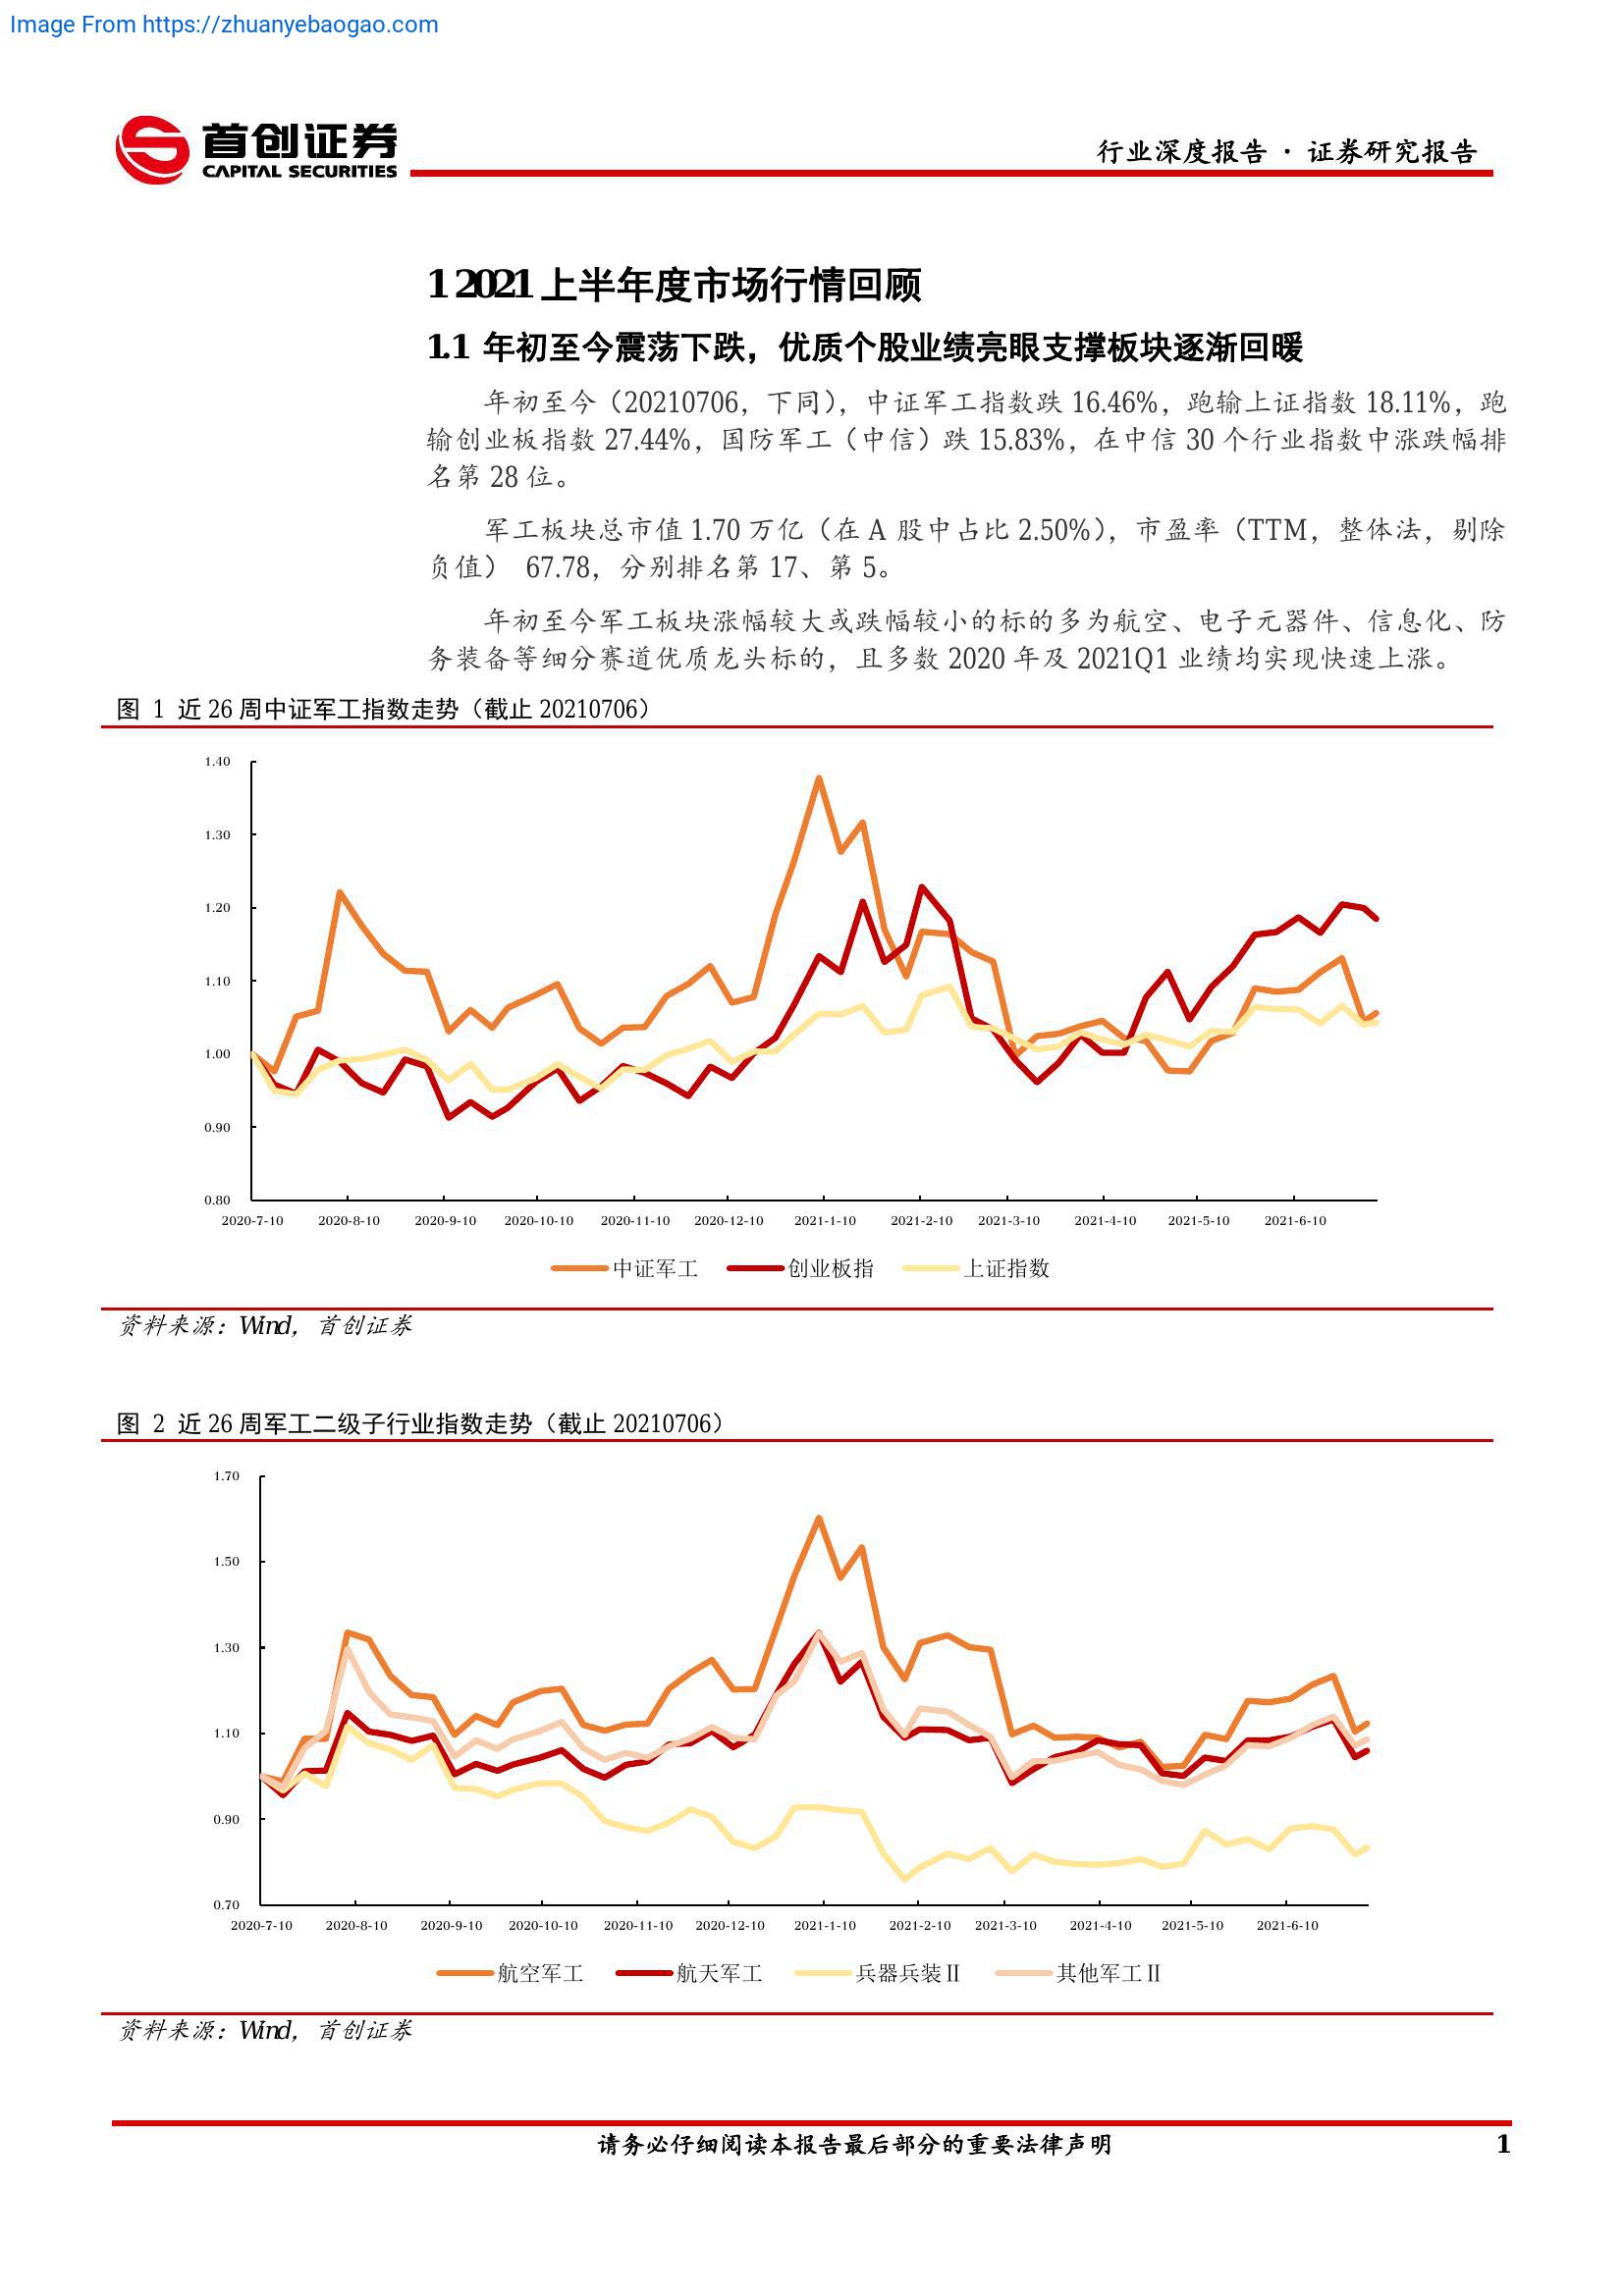 Image From https://zhuanyebaogao.com
首创证券
CAPITAL SECURITIES
行业深度报告 · 证券研究报告
1 2021 上半年度市场行情回顾
1.1 年初至今震荡下跌，优质个股业绩亮眼支撑板块逐渐回暖
年初至今（20210706，下同），中证军工指数跌 16.46%，跑输上证指数 18.11%，跑
输创业板指数 27.44%，国防军工（中信）跌 15.83%，在中信 30 个行业指数中涨跌幅排
名第 28 位。
军工板块总市值 1.70 万亿（在 A 股中占比 2.50%），市盈率（TTM，整体法，剔除
负值） 67.78，分别排名第 17、第 5。
年初至今军工板块涨幅较大或跌幅较小的标的多为航空、电子元器件、信息化、防
务装备等细分赛道优质龙头标的，且多数 2020 年及 2021Q1 业绩均实现快速上涨。
图 1 近 26 周中证军工指数走势（截止 20210706）
1.40
1.30
1.20
1.10
1.00
0.90
0.80
2020-7-10 2020-8-10 2020-9-10 2020-10-10 2020-11-10 2020-12-10 2021-1-10 2021-2-10 2021-3-10 2021-4-10 2021-5-10 2021-6-10
中证军工 创业板指 上证指数
资料来源：Wind，首创证券
图 2 近 26 周军工二级子行业指数走势（截止 20210706）
1.70
1.50
1.30
1.10
0.90
0.70
2020-7-10 2020-8-10 2020-9-10 2020-10-10 2020-11-10 2020-12-10 2021-1-10 2021-2-10 2021-3-10 2021-4-10 2021-5-10 2021-6-10
航空军工 航天军工 兵器兵装Ⅱ 其他军工Ⅱ
资料来源：Wind，首创证券
请务必仔细阅读本报告最后部分的重要法律声明 1